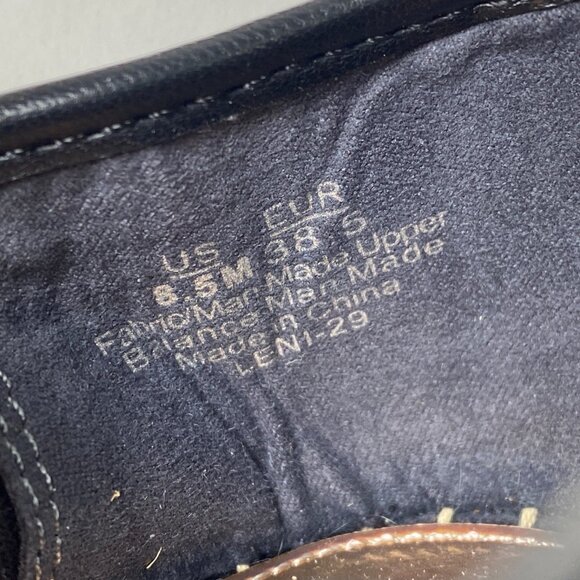 US EUR
8.5M 38.5
Fabric/Man Made Upper
Balance Man Made
Made in China
LENI-29